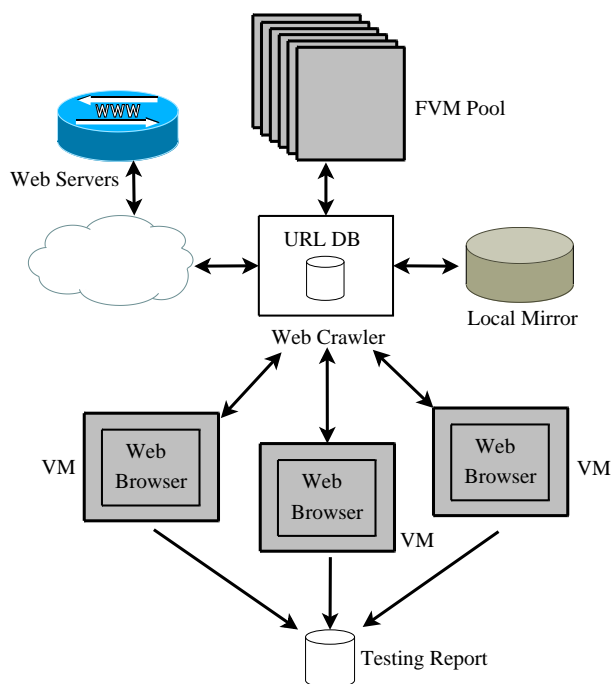 WWW
FVM Pool
Web Servers
URL DB
Local Mirror
Web Crawler
VM
Web
Browser
Web
Browser
VM
Web
Browser
VM
Testing Report